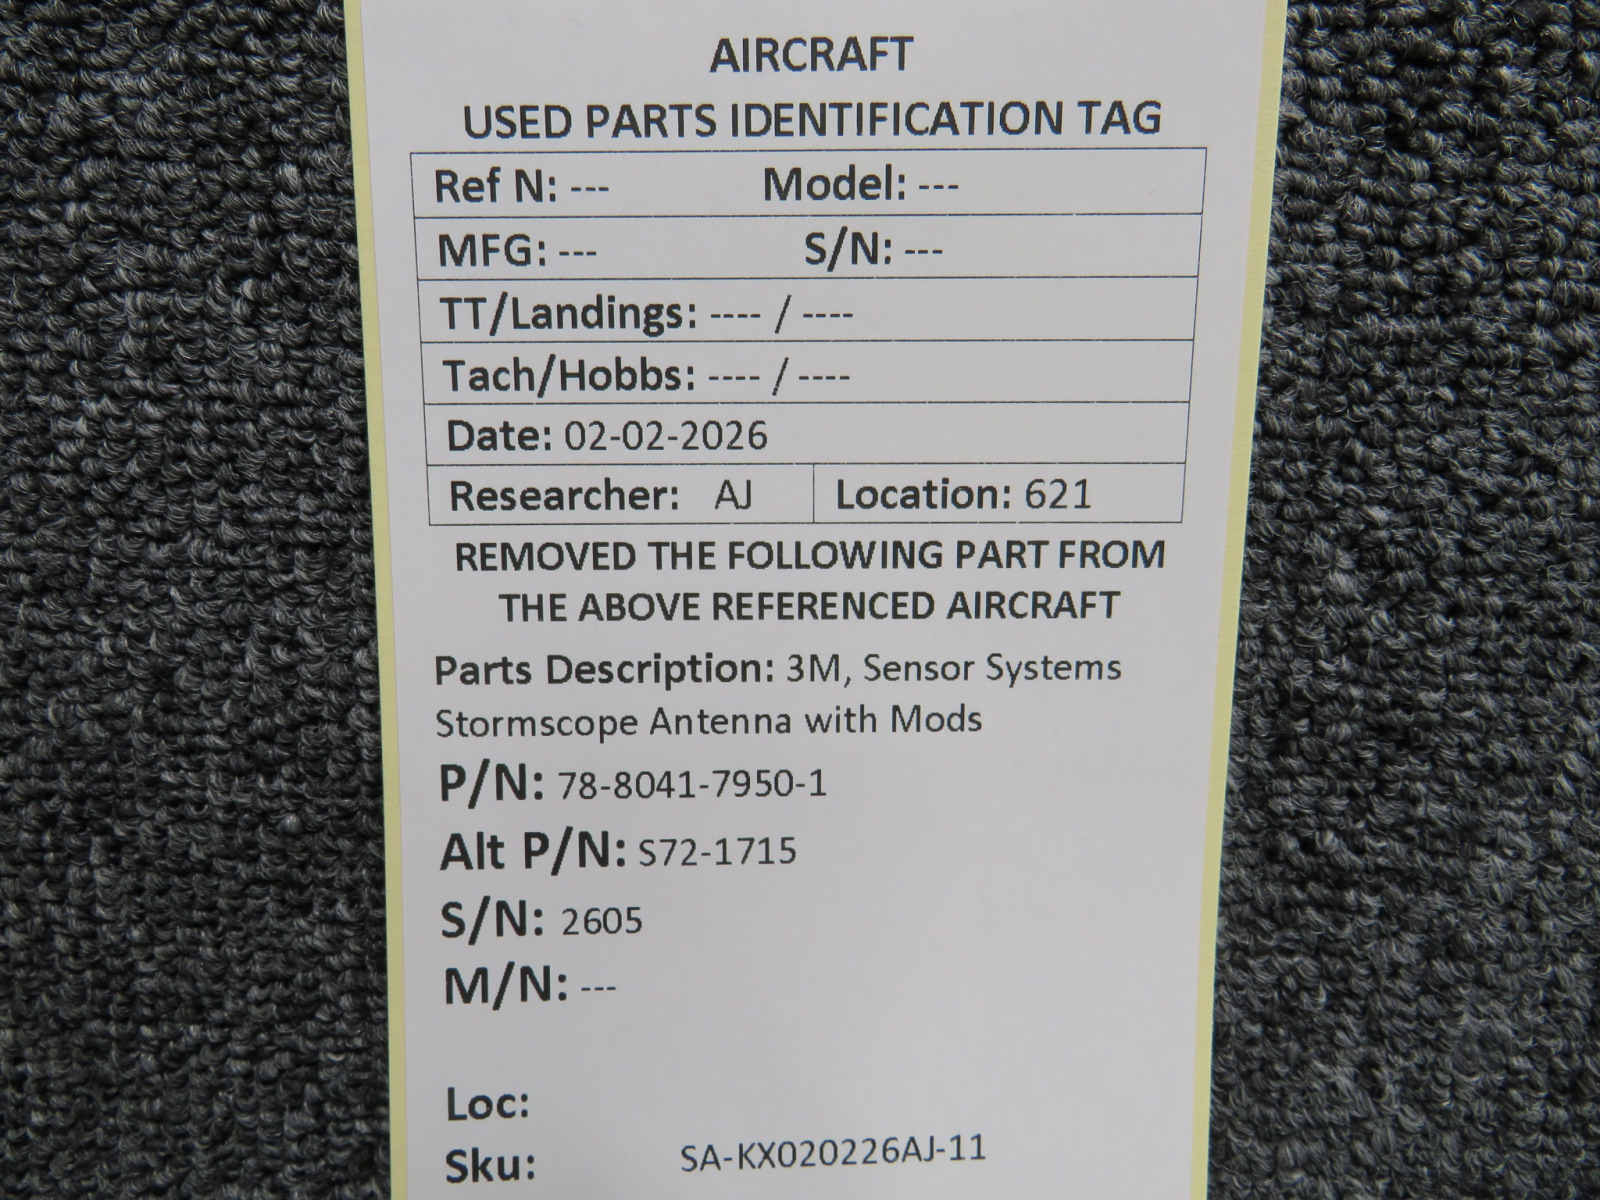 AIRCRAFT
USED PARTS IDENTIFICATION TAG
Ref N: --- Model: ---
MFG: --- S/N: ---
TT/Landings: ---- / ----
Tach/Hobbs: ---- / ----
Date: 02-02-2026
Researcher: AJ Location: 621
REMOVED THE FOLLOWING PART FROM
THE ABOVE REFERENCED AIRCRAFT
Parts Description: 3M, Sensor Systems
Stormscope Antenna with Mods
P/N: 78-8041-7950-1
Alt P/N: S72-1715
S/N: 2605
M/N: ---
Loc:
Sku: SA-KX020226AJ-11